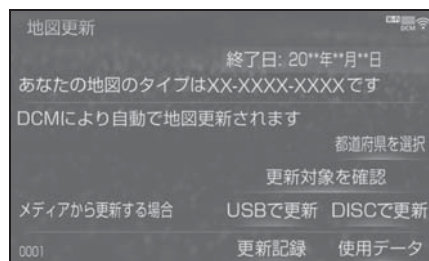 地図更新
DCM
終了日: 20**年**月**日
あなたの地図のタイプはXX-XXXX-XXXXです
DCMにより自動で地図更新されます
都道府県を選択
更新対象を確認
メディアから更新する場合 USBで更新 DISCで更新
0001 更新記録 使用データ